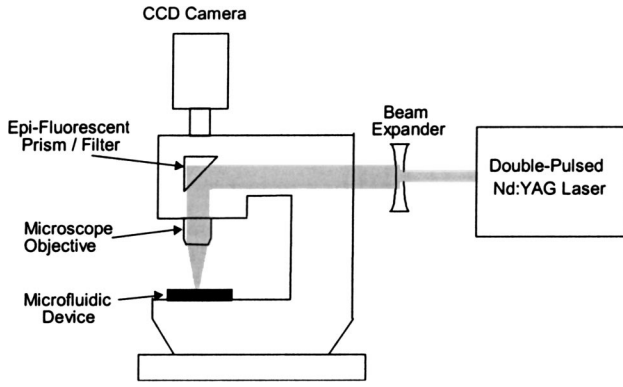 CCD Camera
Epi-Fluorescent
Prism / Filter
Beam
Expander
Double-Pulsed
Nd:YAG Laser
Microscope
Objective
Microfluidic
Device